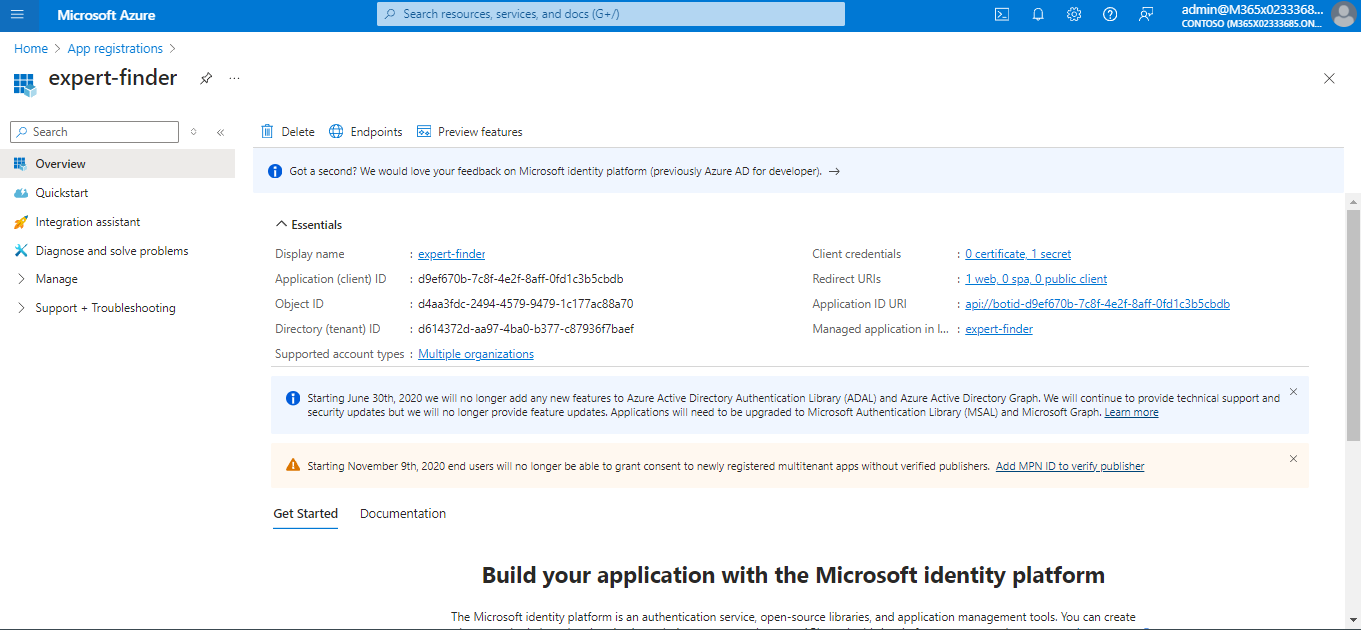 Microsoft Azure
Search resources, services, and docs (G+/)
admin@M365x0233368...
CONTOSO (M365X02333685.ON...
Home > App registrations >
expert-finder
...
Search
Overview
Quickstart
Integration assistant
Diagnose and solve problems
Manage
Support + Troubleshooting
Delete
Endpoints
Preview features
Got a second? We would love your feedback on Microsoft identity platform (previously Azure AD for developer). →
Essentials
Display name : expert-finder
Application (client) ID : d9ef670b-7c8f-4e2f-8aff-0fd1c3b5cbdb
Object ID : d4aa3fdc-2494-4579-9479-1c177ac88a70
Directory (tenant) ID : d614372d-aa97-4ba0-b377-c87936f7baef
Supported account types : Multiple organizations
Client credentials : 0 certificate, 1 secret
Redirect URIs : 1 web, 0 spa, 0 public client
Application ID URI : api://botid-d9ef670b-7c8f-4e2f-8aff-0fd1c3b5cbdb
Managed application in l... : expert-finder
Starting June 30th, 2020 we will no longer add any new features to Azure Active Directory Authentication Library (ADAL) and Azure Active Directory Graph. We will continue to provide technical support and
security updates but we will no longer provide feature updates. Applications will need to be upgraded to Microsoft Authentication Library (MSAL) and Microsoft Graph. Learn more
Starting November 9th, 2020 end users will no longer be able to grant consent to newly registered multitenant apps without verified publishers. Add MPN ID to verify publisher
Get Started
Documentation
Build your application with the Microsoft identity platform
The Microsoft identity platform is an authentication service, open-source libraries, and application management tools. You can create